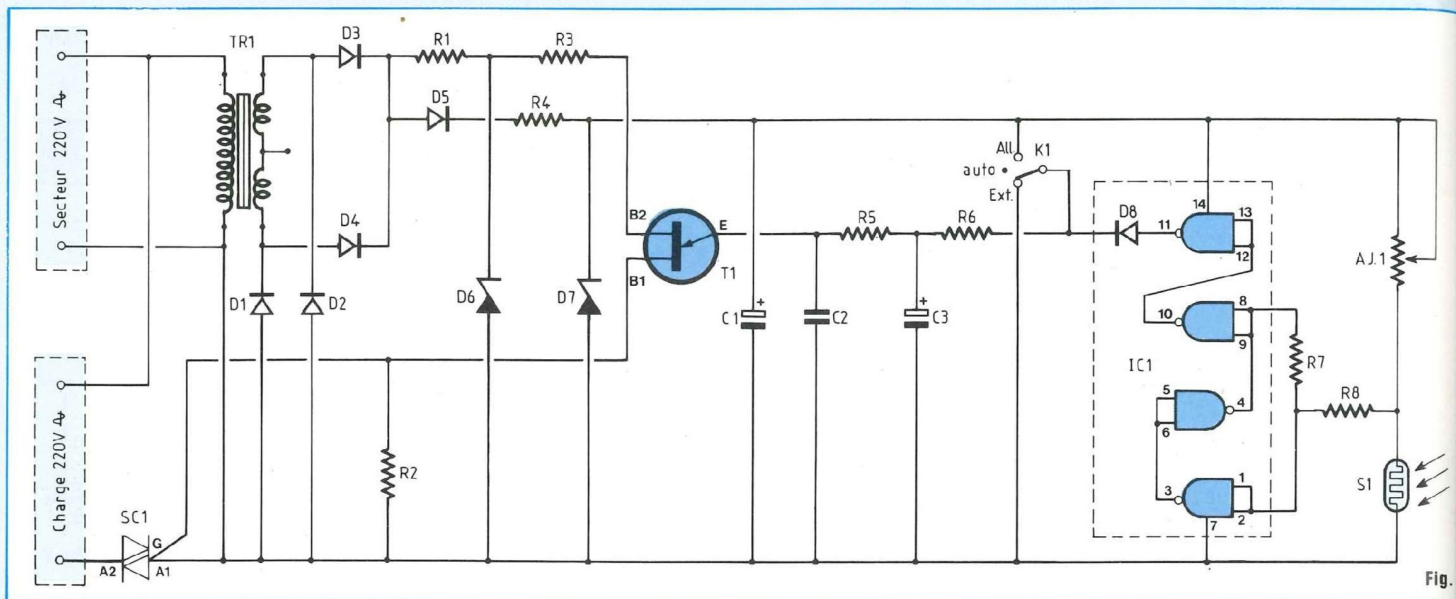 Secteur 220 V
TR1
D3
R1
R3
D5
R4
D4
D1
D2
D6
D7
B2
B1
E
T1
R5
R6
C1
+
C2
C3
+
All
auto
Ext.
K1
D8
14
11
13
12
10
8
9
IC1
5
6
4
3
1
2
7
R7
R8
A.J.1
S1
Charge 220V
SC1
G
A2
A1
R2
Fig.